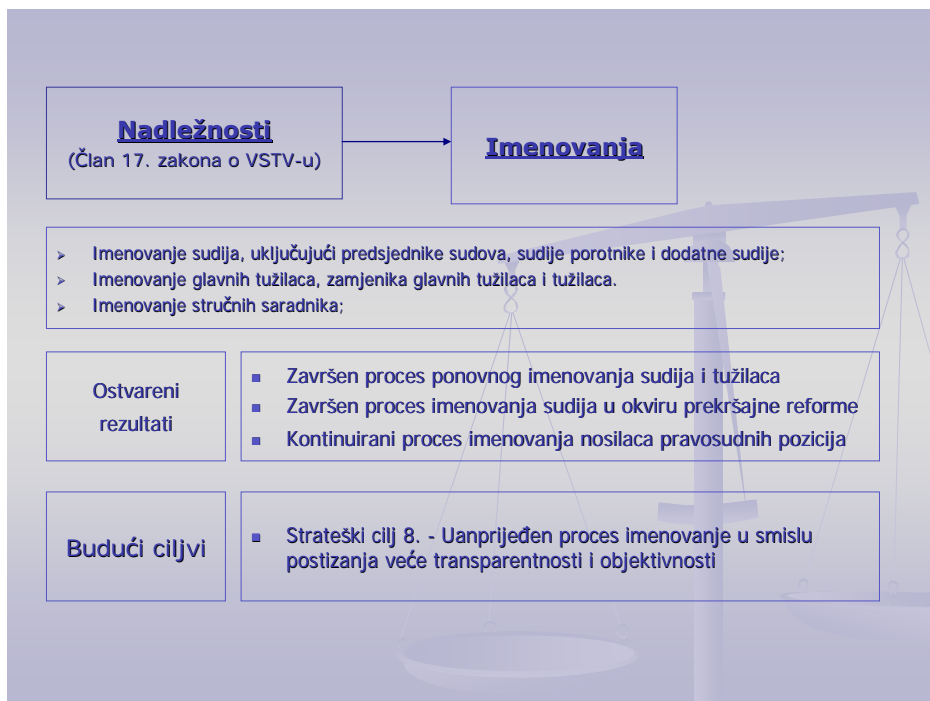 Nadležnosti
(Član 17. zakona o VSTV-u)
Imenovanja
Imenovanje sudija, uključujući predsjednike sudova, sudije porotnike i dodatne sudije;
Imenovanje glavnih tužilaca, zamjenika glavnih tužilaca i tužilaca.
Imenovanje stručnih saradnika;
Ostvareni
rezultati
Završen proces ponovnog imenovanja sudija i tužilaca
Završen proces imenovanja sudija u okviru prekršajne reforme
Kontinuirani proces imenovanja nosilaca pravosudnih pozicija
Budući ciljvi
Strateški cilj 8. - Uanprijeđen proces imenovanje u smislu
postizanja veće transparentnosti i objektivnosti